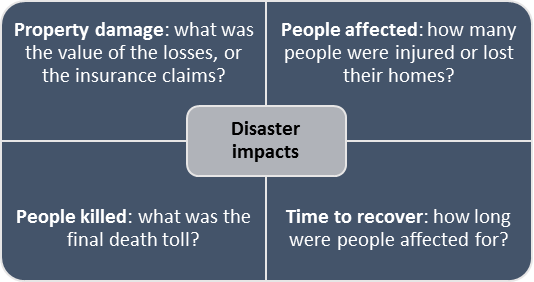 Property damage: what was
the value of the losses, or
the insurance claims?
People affected: how many
people were injured or lost
their homes?
Disaster
impacts
People killed: what was the
final death toll?
Time to recover: how long
were people affected for?